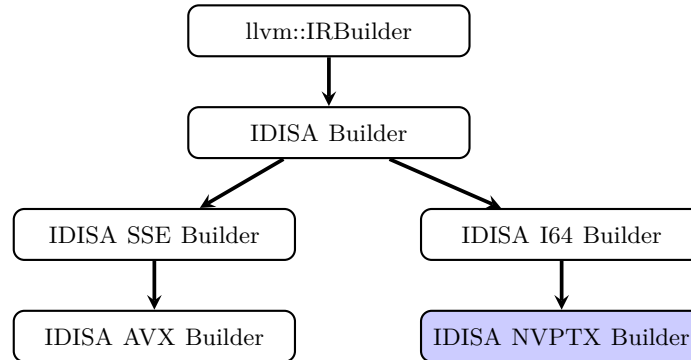 llvm::IRBuilder
IDISA Builder
IDISA SSE Builder
IDISA I64 Builder
IDISA AVX Builder
IDISA NVPTX Builder